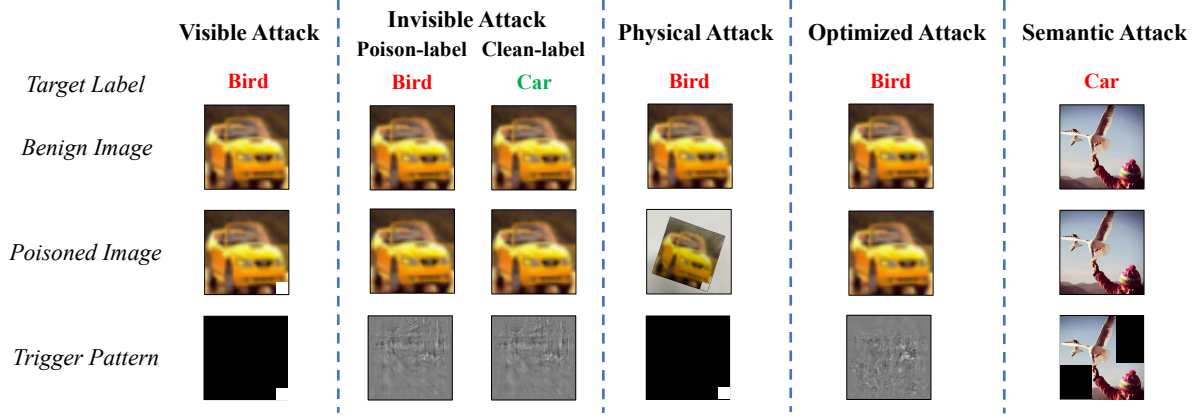 Visible Attack
Invisible Attack
Physical Attack
Optimized Attack
Semantic Attack
Poison-label
Clean-label
Target Label
Bird
Bird
Car
Bird
Bird
Car
Benign Image
Poisoned Image
Trigger Pattern